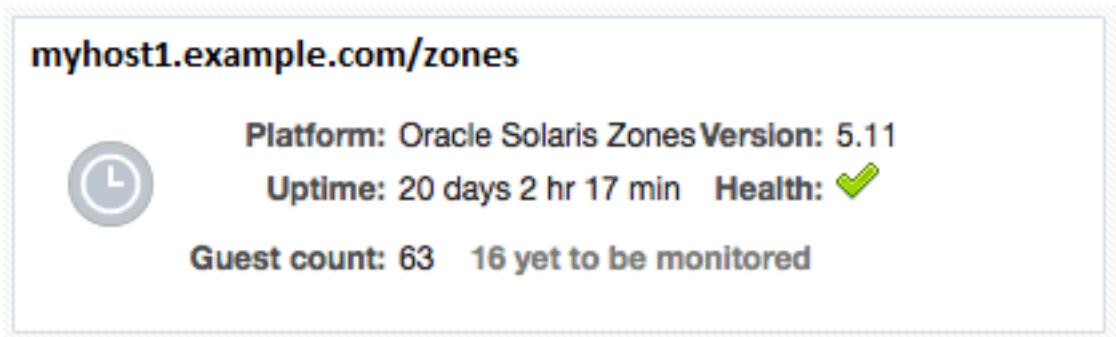 myhost1.example.com/zones
Platform: Oracle Solaris Zones Version: 5.11
Uptime: 20 days 2 hr 17 min Health:
Guest count: 63 16 yet to be monitored